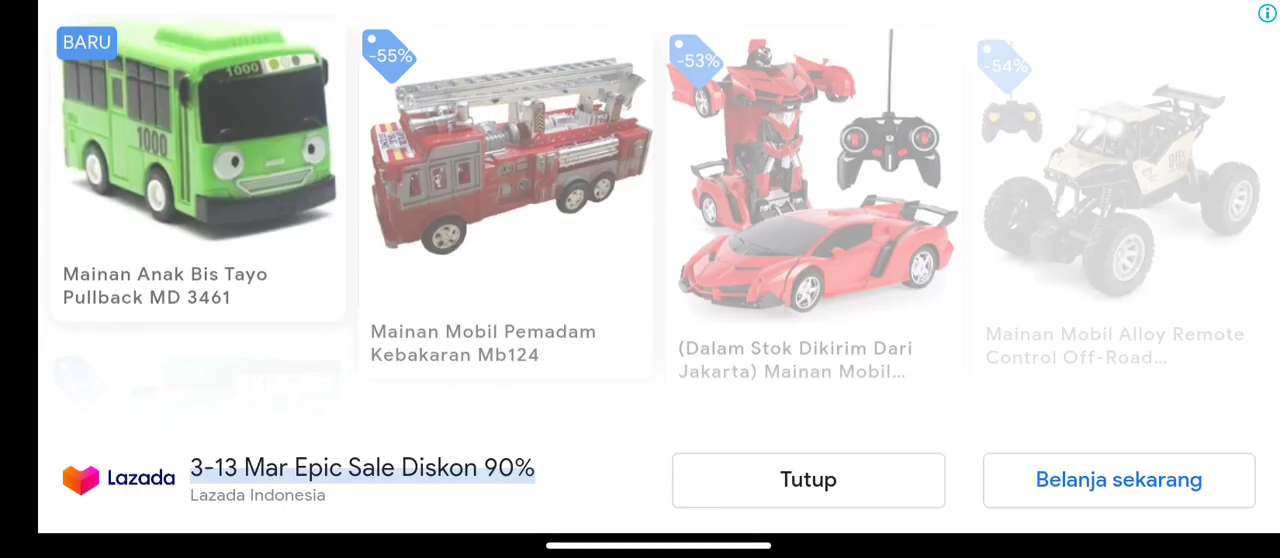 BARU
1000
1000
Mainan Anak Bis Tayo
Pullback MD 3461
-55%
Mainan Mobil Pemadam
Kebakaran Mb124
-53%
(Dalam Stok Dikirim Dari
Jakarta) Mainan Mobil...
-54%
Mainan Mobil Alloy Remote
Control Off-Road...
Lazada
3-13 Mar Epic Sale Diskon 90%
Lazada Indonesia
Tutup
Belanja sekarang